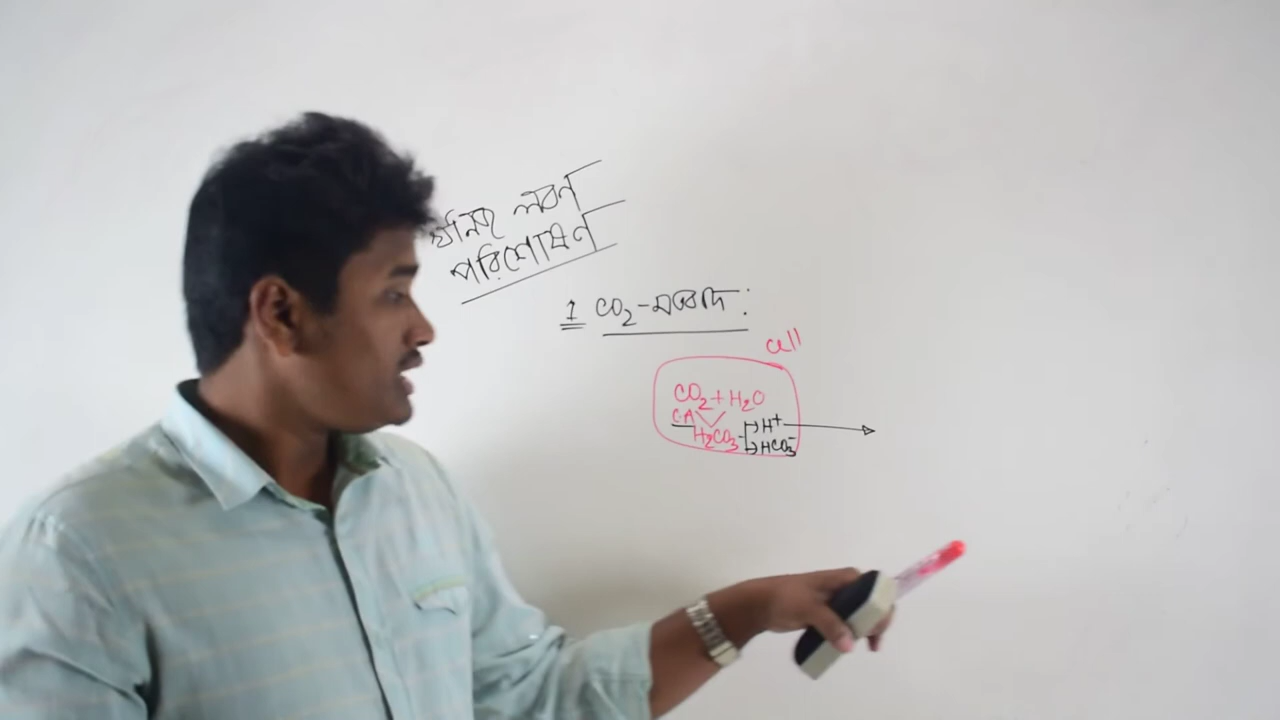 খনিজ লবণ
পরিশোষণ
1 CO₂-মতবাদ:
cell
CO₂ + H₂O
CA
H₂CO₃
H⁺
HCO₃⁻